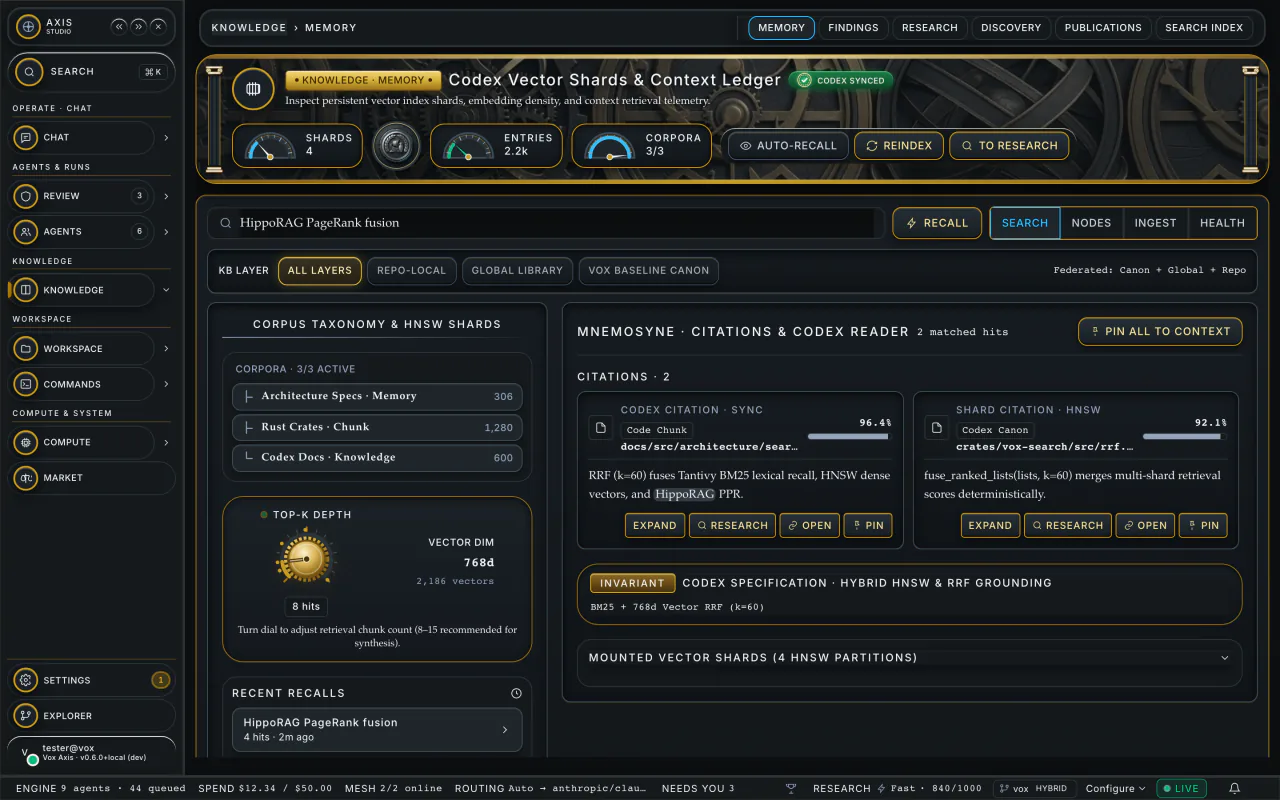 AXIS
STUDIO
SEARCH
⌘K
OPERATE · CHAT
CHAT
AGENTS & RUNS
REVIEW 3
AGENTS 6
KNOWLEDGE
KNOWLEDGE
WORKSPACE
WORKSPACE
COMMANDS
COMPUTE & SYSTEM
COMPUTE
MARKET
SETTINGS 1
EXPLORER
V
tester@vox
Vox Axis · v0.6.0+local (dev)
KNOWLEDGE › MEMORY
MEMORY FINDINGS RESEARCH DISCOVERY PUBLICATIONS SEARCH INDEX
• KNOWLEDGE · MEMORY • Codex Vector Shards & Context Ledger CODEX SYNCED
Inspect persistent vector index shards, embedding density, and context retrieval telemetry.
SHARDS
4
ENTRIES
2.2k
CORPORA
3/3
AUTO-RECALL REINDEX TO RESEARCH
HippoRAG PageRank fusion
RECALL SEARCH NODES INGEST HEALTH
KB LAYER ALL LAYERS REPO-LOCAL GLOBAL LIBRARY VOX BASELINE CANON Federated: Canon + Global + Repo
CORPUS TAXONOMY & HNSW SHARDS
CORPORA · 3/3 ACTIVE
├ Architecture Specs · Memory 306
├ Rust Crates · Chunk 1,280
└ Codex Docs · Knowledge 600
TOP-K DEPTH
8 hits
VECTOR DIM
768d
2,186 vectors
Turn dial to adjust retrieval chunk count (8–15 recommended for
synthesis).
RECENT RECALLS
HippoRAG PageRank fusion
4 hits · 2m ago
MNEMOSYNE · CITATIONS & CODEX READER 2 matched hits PIN ALL TO CONTEXT
CITATIONS · 2
CODEX CITATION · SYNC
Code Chunk
docs/src/architecture/sear…
96.4%
RRF (k=60) fuses Tantivy BM25 lexical recall, HNSW dense
vectors, and HippoRAG PPR.
EXPAND RESEARCH OPEN PIN
SHARD CITATION · HNSW
Codex Canon
crates/vox-search/src/rrf.…
92.1%
fuse_ranked_lists(lists, k=60) merges multi-shard retrieval
scores deterministically.
EXPAND RESEARCH OPEN PIN
INVARIANT CODEX SPECIFICATION · HYBRID HNSW & RRF GROUNDING
BM25 + 768d Vector RRF (k=60)
MOUNTED VECTOR SHARDS (4 HNSW PARTITIONS)
ENGINE 9 agents · 44 queued SPEND $12.34 / $50.00 MESH 2/2 online ROUTING Auto → anthropic/clau… NEEDS YOU 3 RESEARCH Fast · 840/1000 vox HYBRID Configure LIVE